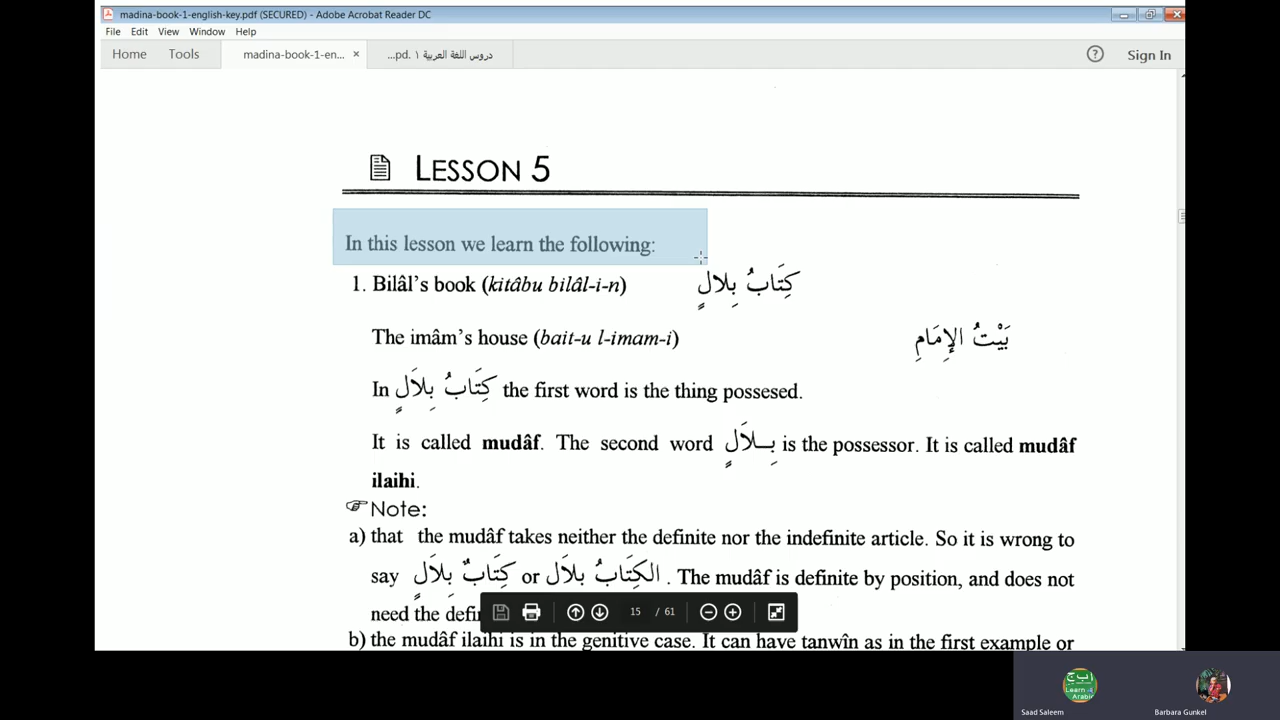 madina-book-1-english-key.pdf (SECURED) - Adobe Acrobat Reader DC
File Edit View Window Help
Home Tools madina-book-1-en... × دروس اللغة العربية ١ .pd... ? Sign In
LESSON 5
In this lesson we learn the following:
1. Bilâl's book (kitâbu bilâl-i-n) كِتَابُ بِلالٍ
The imâm's house (bait-u l-imam-i) بَيْتُ الإِمَامِ
In كِتَابُ بِلَالٍ the first word is the thing possesed.
It is called mudâf. The second word بِـلَالٍ is the possessor. It is called mudâf
ilaihi.
Note:
a) that the mudâf takes neither the definite nor the indefinite article. So it is wrong to
say كِتَابٌ بِلَالٍ or الكِتَابُ بلَال . The mudâf is definite by position, and does not
need the defin
15 / 61
b) the mudâf ilaihi is in the genitive case. It can have tanwîn as in the first example or
أ ب ج
Learn Arabic
Saad Saleem Barbara Gunkel